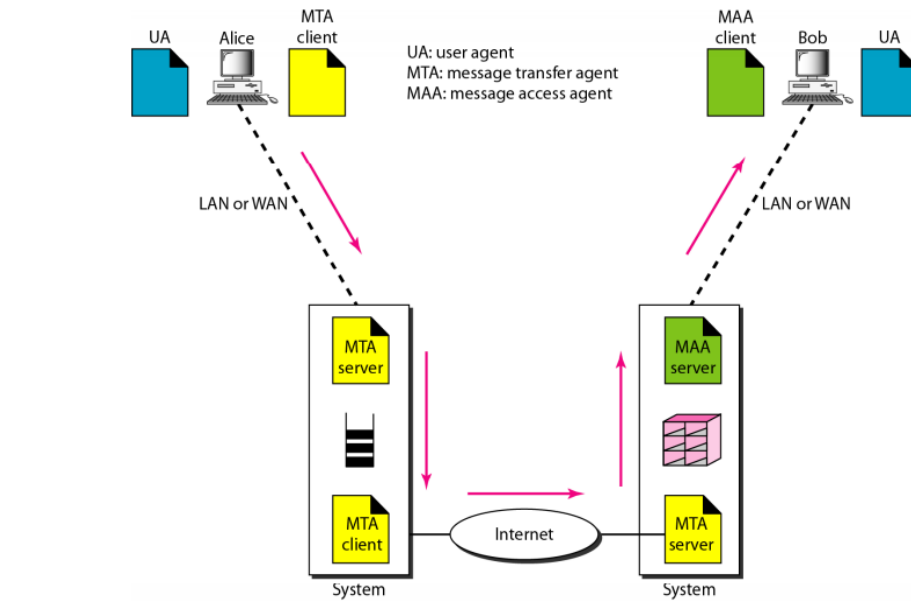 UA
Alice
MTA
client
UA: user agent
MTA: message transfer agent
MAA: message access agent
MAA
client
Bob
UA
LAN or WAN
LAN or WAN
MTA
server
MAA
server
MTA
client
Internet
MTA
server
System
System